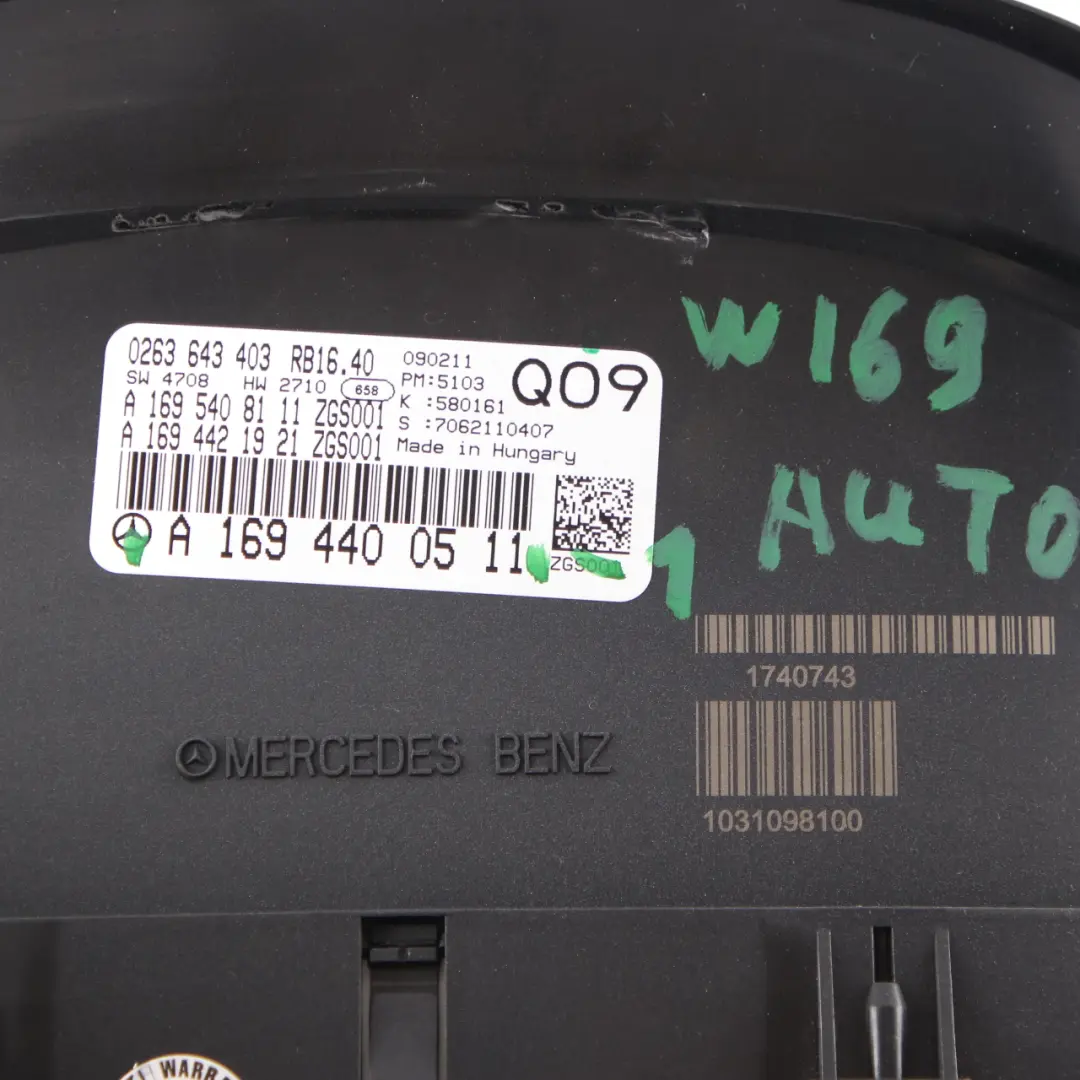 0263 643 403 RB16.40 090211
SW 4708 HW 2710 658 PM:5103
A 169 540 81 11 ZGS001 K :580161
A 169 442 19 21 ZGS001 S :7062110407
Made in Hungary
Q09
A 169 440 05 11
ZGS001
W169
AUTO
1740743
1031098100
MERCEDES BENZ